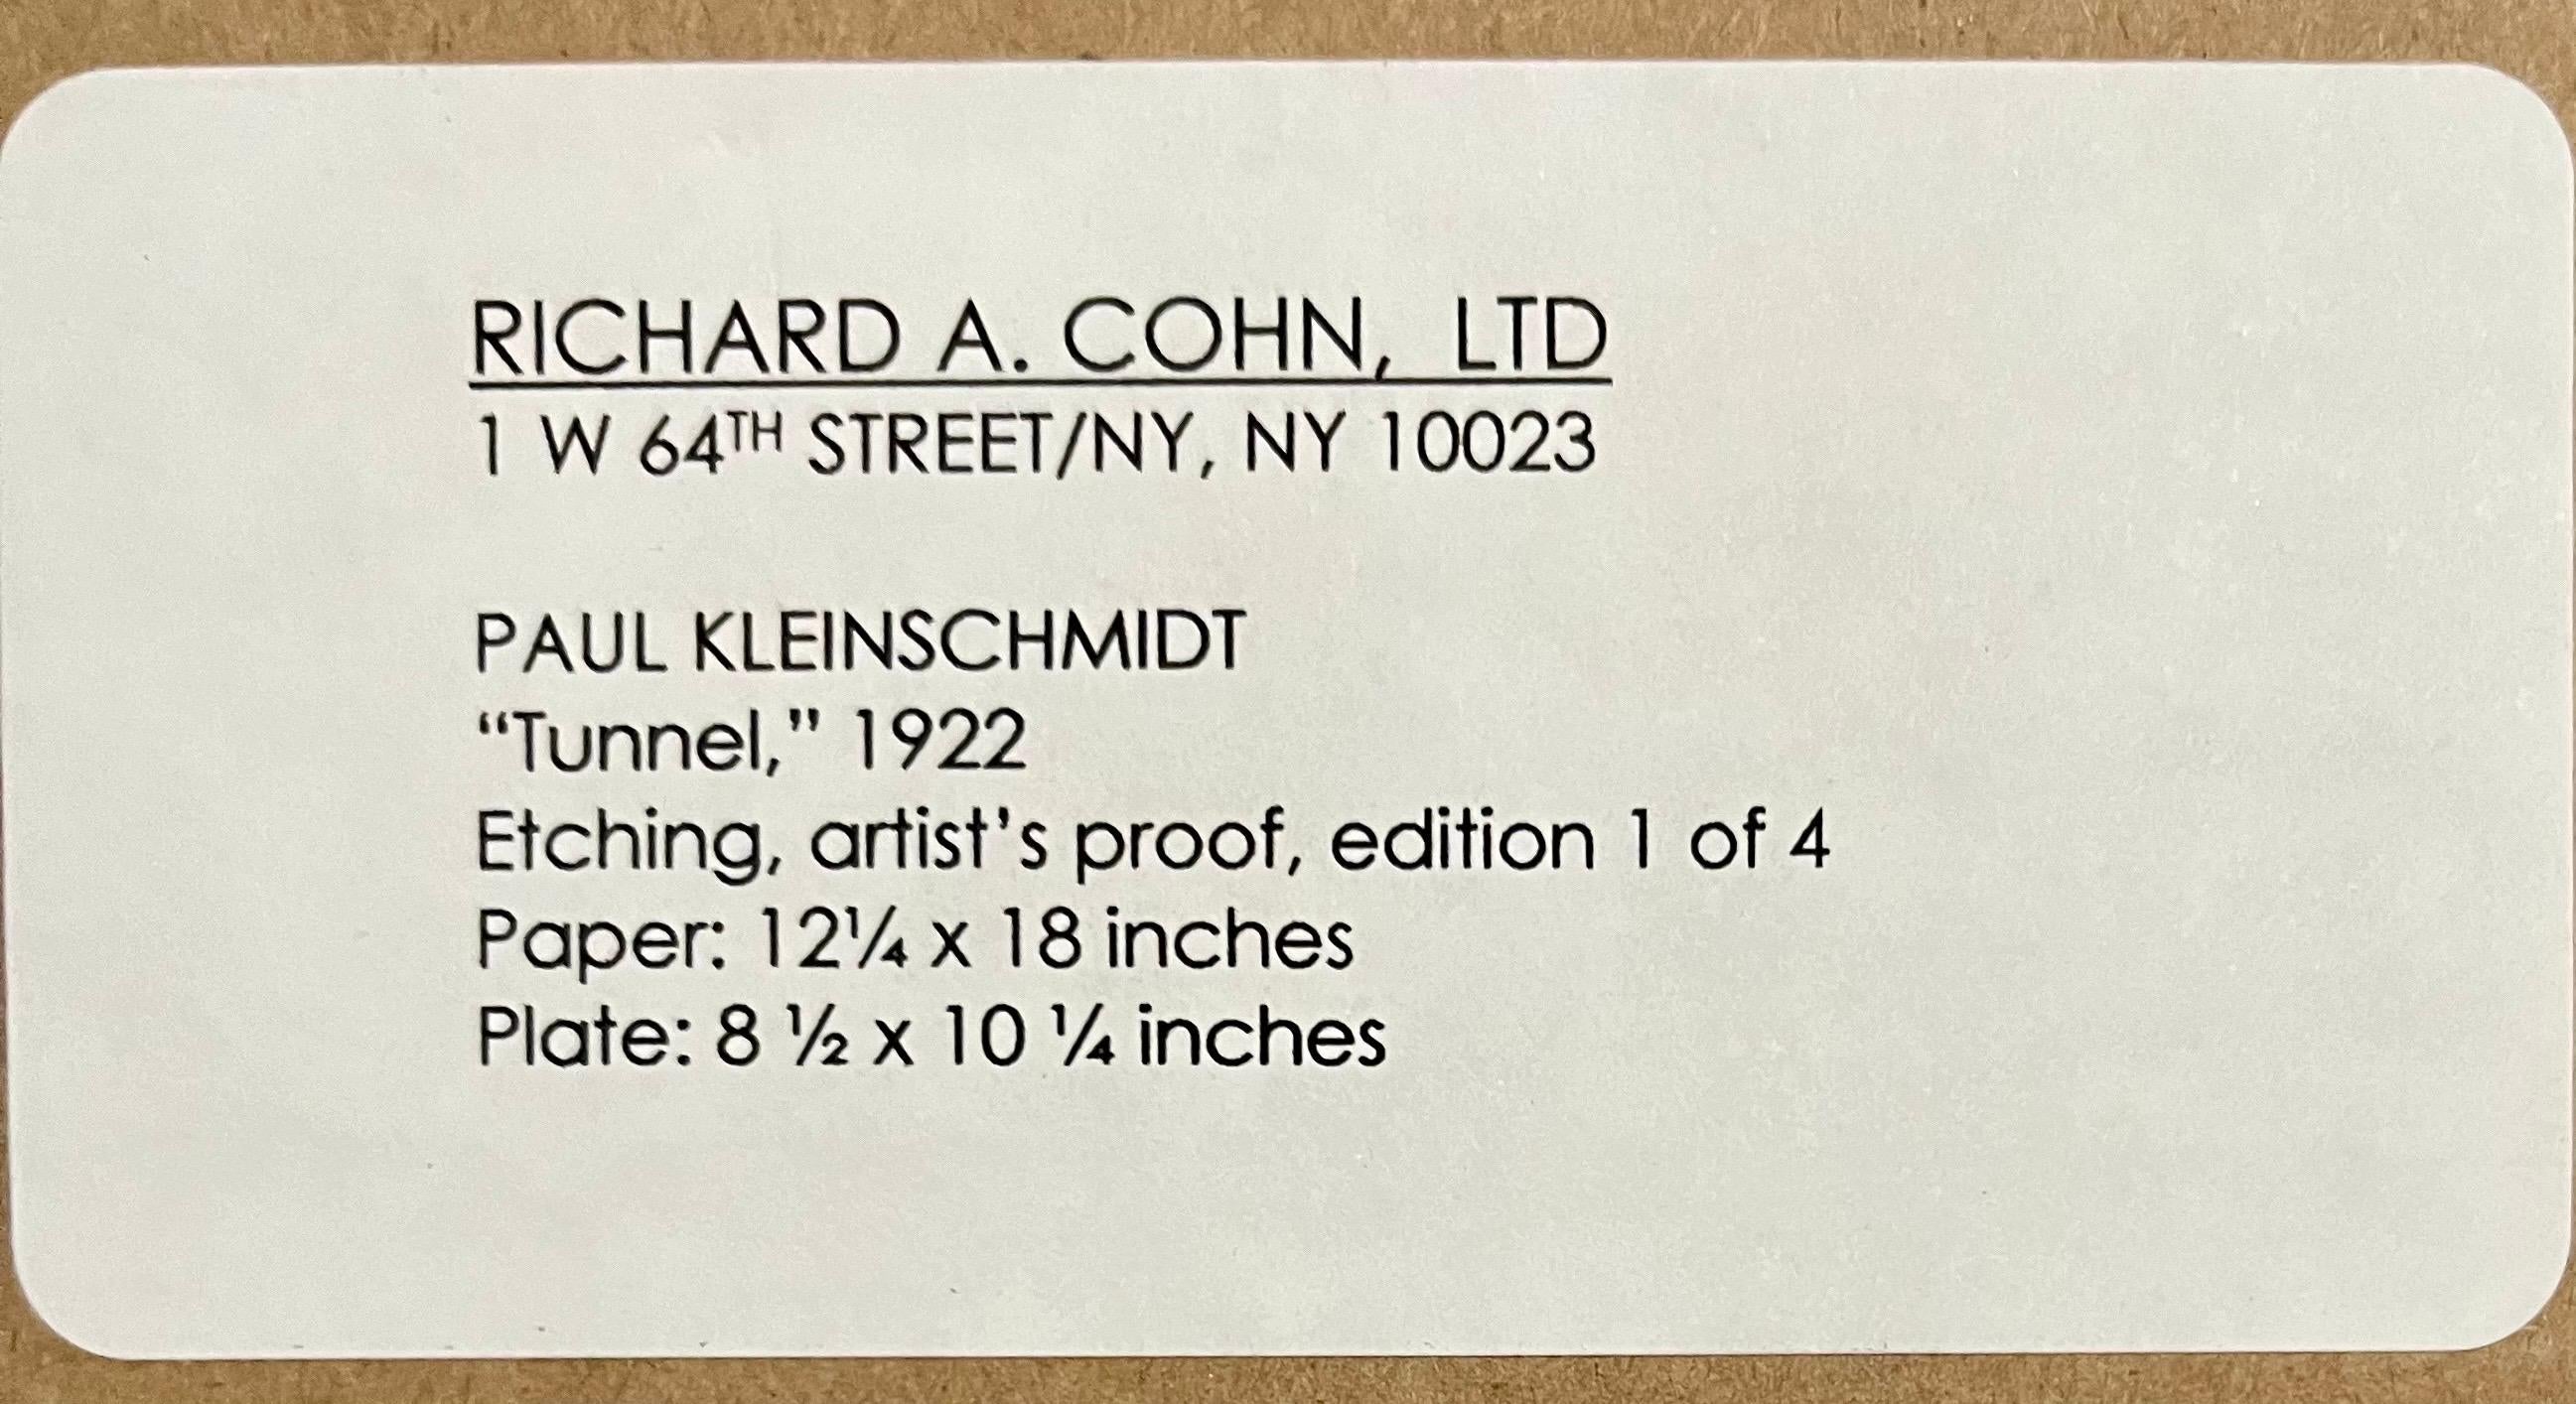 RICHARD A. COHN, LTD
1 W 64TH STREET/NY, NY 10023
PAUL KLEINSCHMIDT
“Tunnel,” 1922
Etching, artist’s proof, edition 1 of 4
Paper: 12¼ x 18 inches
Plate: 8 ½ x 10 ¼ inches